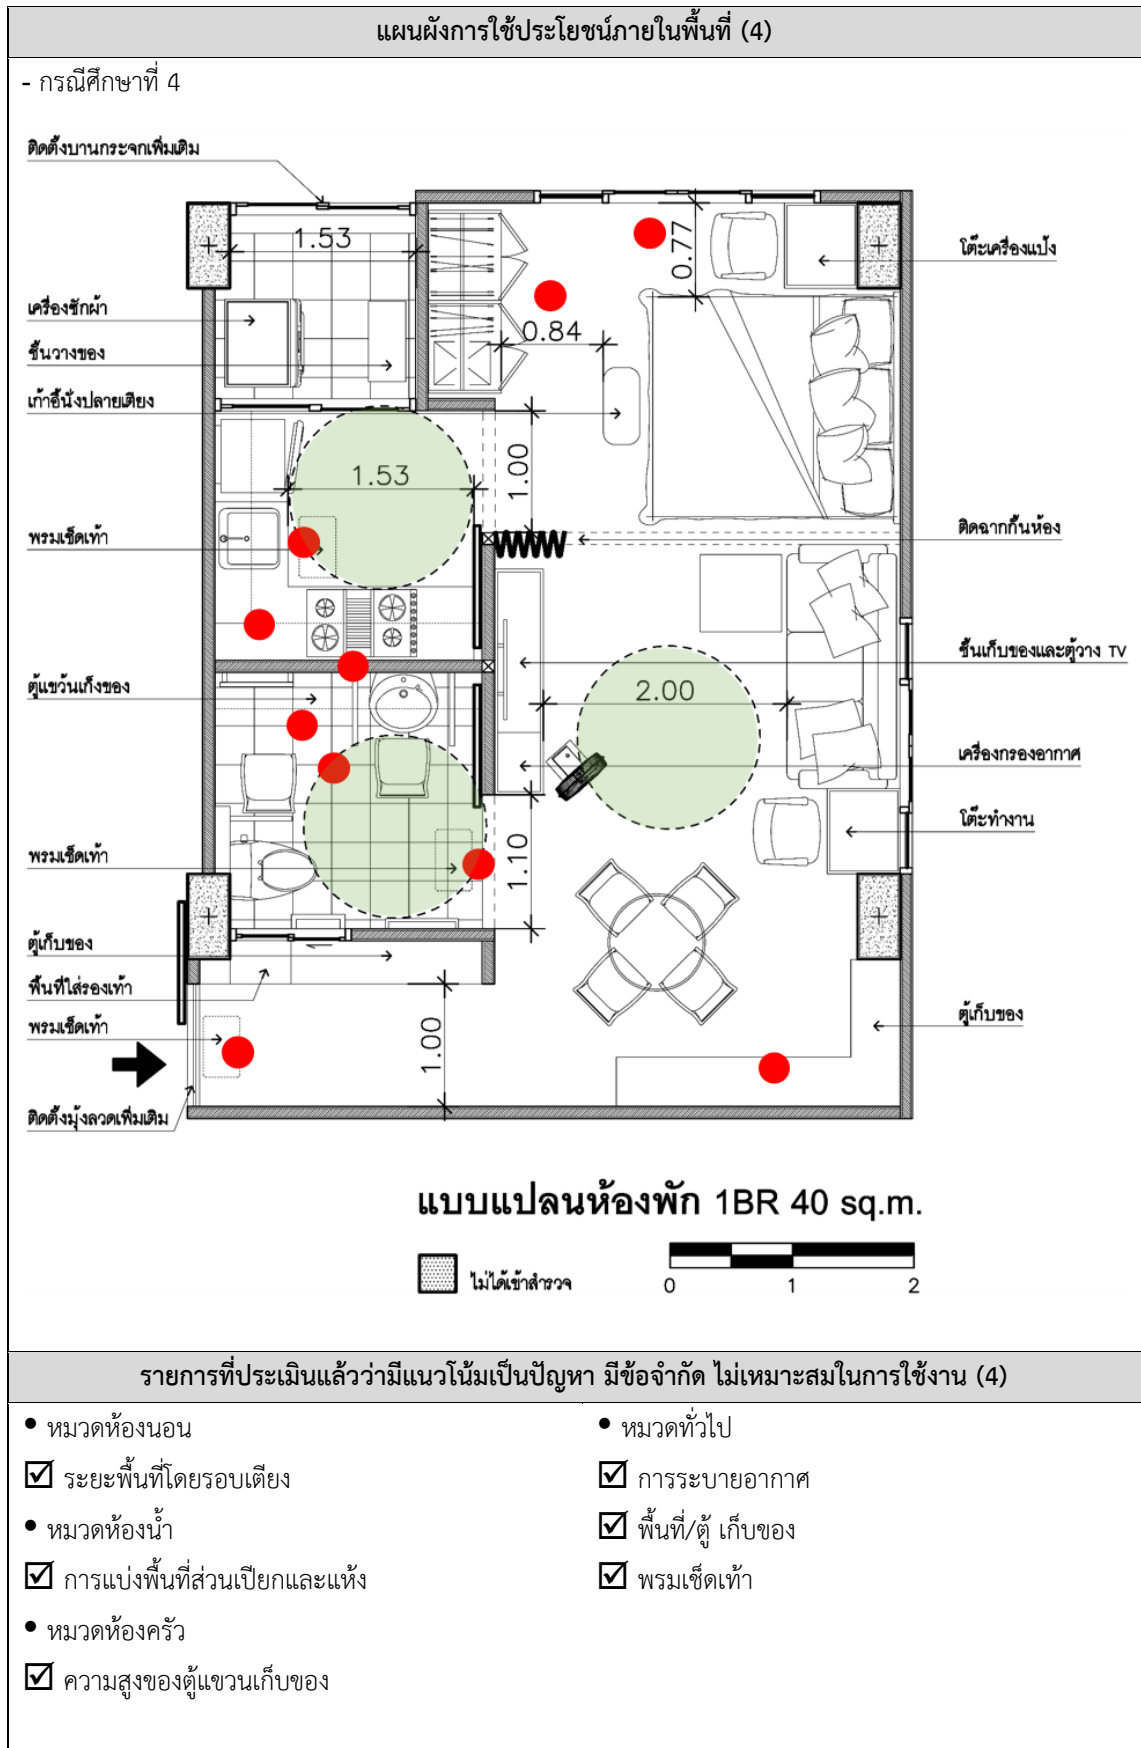 แผนผังการใช้ประโยชน์ภายในพื้นที่ (4)
- กรณีศึกษาที่ 4
ติดตั้งบานกระจกเพิ่มเติม
1.53
0.77
โต๊ะเครื่องแป้ง
เครื่องซักผ้า
ชั้นวางของ
0.84
เก้าอี้นั่งปลายเตียง
1.53
1.00
พรมเช็ดเท้า
ติดฉากกั้นห้อง
ชั้นเก็บของและตู้วาง TV
ตู้แขวันเก็งของ
2.00
เครื่องกรองอากาศ
โต๊ะทำงาน
พรมเช็ดเท้า
1.10
ตู้เก็บของ
1
พื้นที่ใส่รองเท้า
พรมเช็ดเท้า
ตู้เก็บของ
1.00
ติดตั้งมุ้งลวดเพิ่มเติม
แบบแปลนห้องพัก 1BR 40 sq.m.
ไม่ได้เข้าสำรวจ
0 1 2
รายการที่ประเมินแล้วว่ามีแนวโน้มเป็นปัญหา มีข้อจำกัด ไม่เหมาะสมในการใช้งาน (4)
• หมวดห้องนอน
☑ ระยะพื้นที่โดยรอบเตียง
• หมวดห้องน้ำ
☑ การแบ่งพื้นที่ส่วนเปียกและแห้ง
• หมวดห้องครัว
☑ ความสูงของตู้แขวนเก็บของ
• หมวดทั่วไป
☑ การระบายอากาศ
☑ พื้นที่/ตู้ เก็บของ
☑ พรมเช็ดเท้า